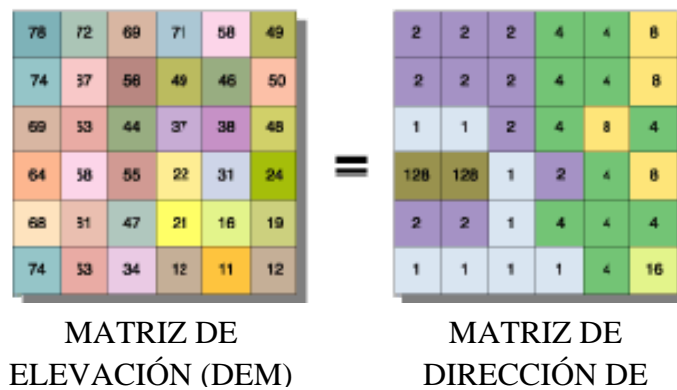 78 72 69 71 58 49 2 2 2 4 4 8
74 67 56 49 46 50 2 2 2 4 4 8
69 53 44 37 38 48 1 1 2 4 8 4
=
64 58 55 22 31 24 128 128 1 2 4 8
68 61 47 21 16 19 2 2 1 4 4 4
74 53 34 12 11 12 1 1 1 1 4 16
MATRIZ DE
ELEVACIÓN (DEM)
MATRIZ DE
DIRECCIÓN DE